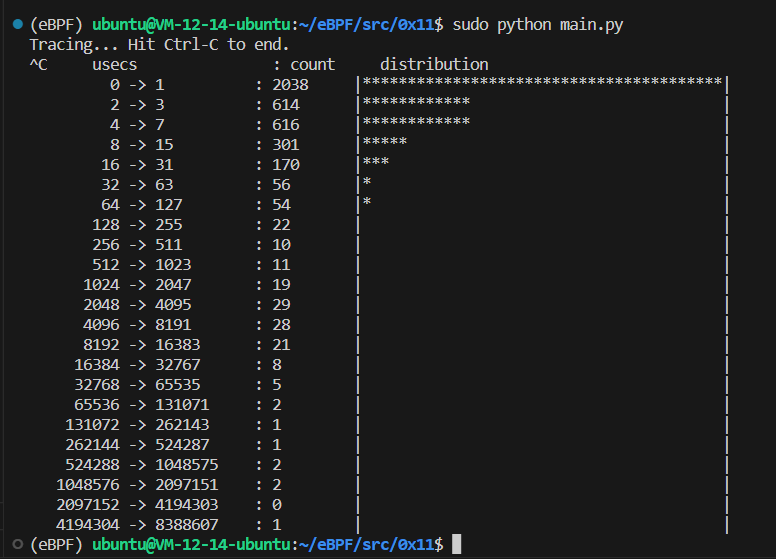 (eBPF) ubuntu@VM-12-14-ubuntu:~/eBPF/src/0x11$ sudo python main.py
Tracing... Hit Ctrl-C to end.
^C     usecs               : count     distribution
         0 -> 1          : 2038     |****************************************|
         2 -> 3          : 614      |************                            |
         4 -> 7          : 616      |************                            |
         8 -> 15         : 301      |*****                                   |
        16 -> 31         : 170      |***                                     |
        32 -> 63         : 56       |*                                       |
        64 -> 127        : 54       |*                                       |
       128 -> 255        : 22       |                                        |
       256 -> 511        : 10       |                                        |
       512 -> 1023       : 11       |                                        |
      1024 -> 2047       : 19       |                                        |
      2048 -> 4095       : 29       |                                        |
      4096 -> 8191       : 28       |                                        |
      8192 -> 16383      : 21       |                                        |
     16384 -> 32767      : 8        |                                        |
     32768 -> 65535      : 5        |                                        |
     65536 -> 131071     : 2        |                                        |
    131072 -> 262143     : 1        |                                        |
    262144 -> 524287     : 1        |                                        |
    524288 -> 1048575    : 2        |                                        |
   1048576 -> 2097151    : 2        |                                        |
   2097152 -> 4194303    : 0        |                                        |
   4194304 -> 8388607    : 1        |                                        |
(eBPF) ubuntu@VM-12-14-ubuntu:~/eBPF/src/0x11$